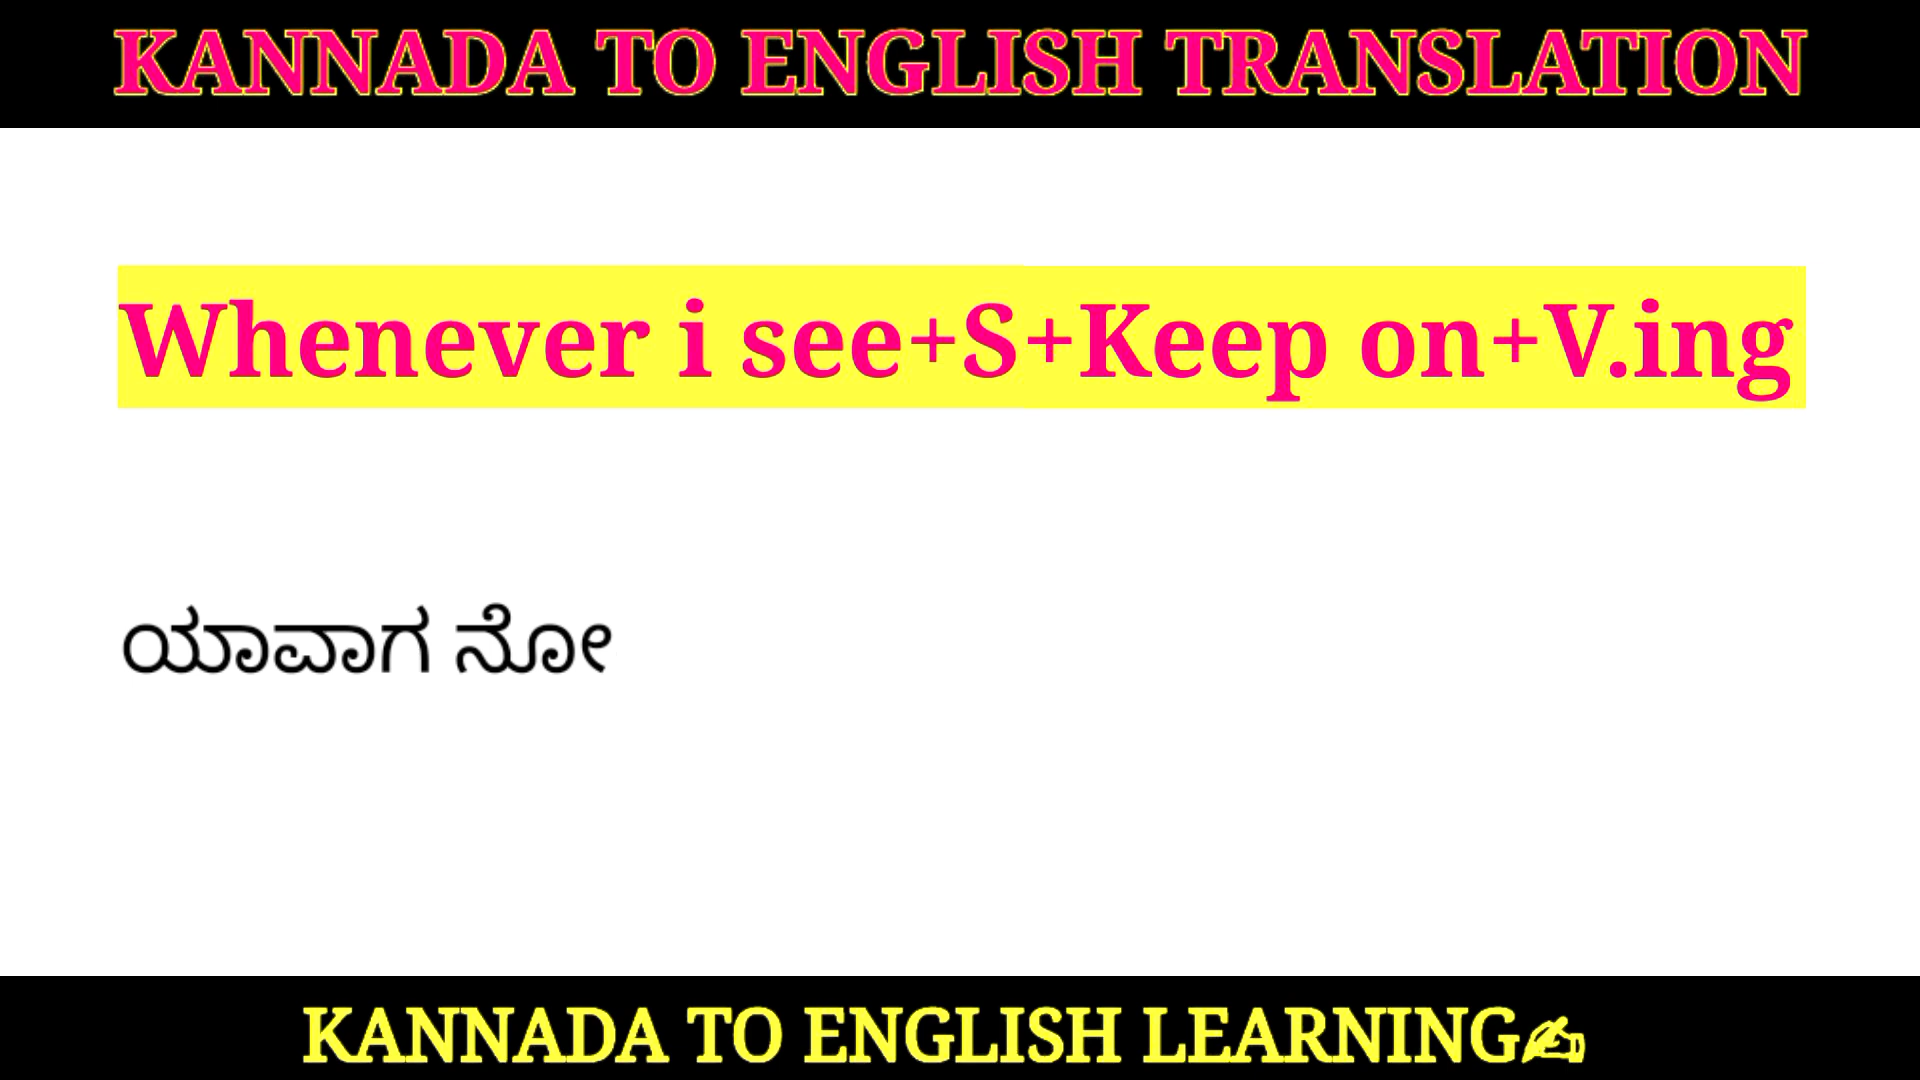 KANNADA TO ENGLISH TRANSLATION
Whenever i see+S+Keep on+V.ing
ಯಾವಾಗ ನೋ
KANNADA TO ENGLISH LEARNING✍